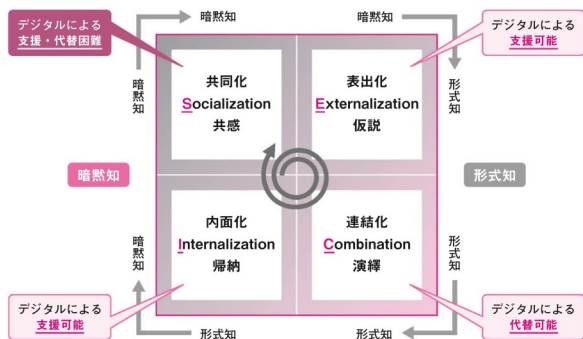 デジタルによる
支援・代替困難
暗黙知
暗黙知
デジタルによる
支援可能
暗黙知
形式知
共同化
Socialization
共感
表出化
Externalization
仮説
暗黙知
形式知
内面化
Internalization
帰納
連結化
Combination
演繹
暗黙知
形式知
デジタルによる
支援可能
形式知
形式知
デジタルによる
代替可能